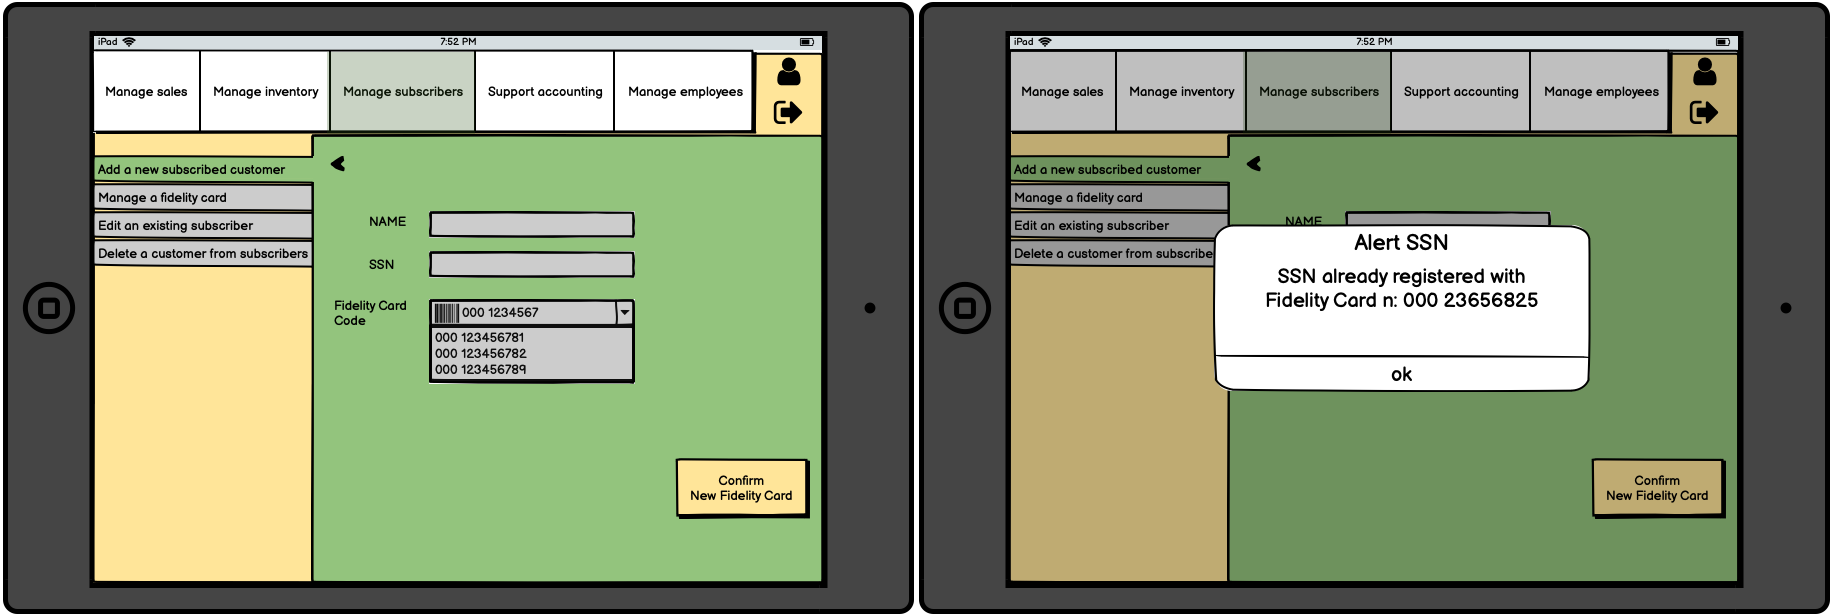 iPad
7:52 PM
Manage sales
Manage inventory
Manage subscribers
Support accounting
Manage employees
Add a new subscribed customer
Manage a fidelity card
Edit an existing subscriber
Delete a customer from subscribers
NAME
SSN
Fidelity Card
Code
000 1234567
000 123456781
000 123456782
000 123456789
Confirm
New Fidelity Card
iPad
7:52 PM
Manage sales
Manage inventory
Manage subscribers
Support accounting
Manage employees
Add a new subscribed customer
Manage a fidelity card
Edit an existing subscriber
Delete a customer from subscribe
NAME
Alert SSN
SSN already registered with
Fidelity Card n: 000 23656825
ok
Confirm
New Fidelity Card